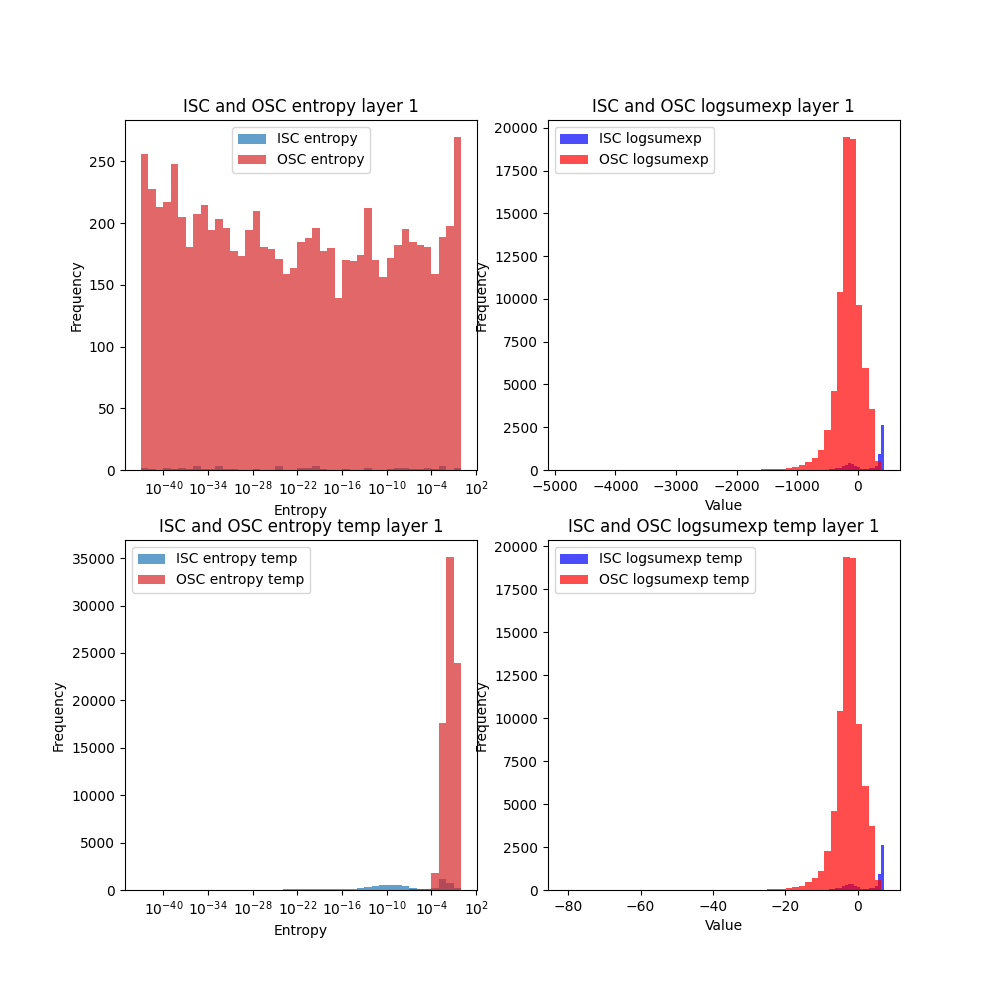 ISC and OSC entropy layer 1
ISC entropy
OSC entropy
250
200
150
100
50
0
Frequency
10⁻⁴⁰ 10⁻³⁴ 10⁻²⁸ 10⁻²² 10⁻¹⁶ 10⁻¹⁰ 10⁻⁴ 10²
Entropy
ISC and OSC logsumexp layer 1
ISC logsumexp
OSC logsumexp
20000
17500
15000
12500
10000
7500
5000
2500
0
Frequency
−5000 −4000 −3000 −2000 −1000 0
Value
ISC and OSC entropy temp layer 1
ISC entropy temp
OSC entropy temp
35000
30000
25000
20000
15000
10000
5000
0
Frequency
10⁻⁴⁰ 10⁻³⁴ 10⁻²⁸ 10⁻²² 10⁻¹⁶ 10⁻¹⁰ 10⁻⁴ 10²
Entropy
ISC and OSC logsumexp temp layer 1
ISC logsumexp temp
OSC logsumexp temp
20000
17500
15000
12500
10000
7500
5000
2500
0
Frequency
−80 −60 −40 −20 0
Value